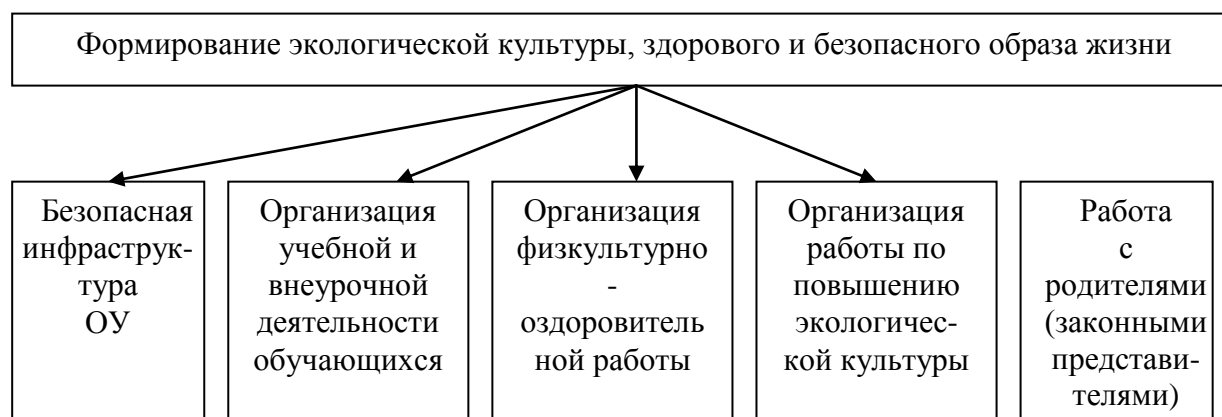 Формирование экологической культуры, здорового и безопасного образа жизни
Безопасная
инфраструк-
тура
ОУ
Организация
учебной и
внеурочной
деятельности
обучающихся
Организация
физкультурно
-
оздоровитель
ной работы
Организация
работы по
повышению
экологичес-
кой культуры
Работа
с
родителями
(законными
представи-
телями)